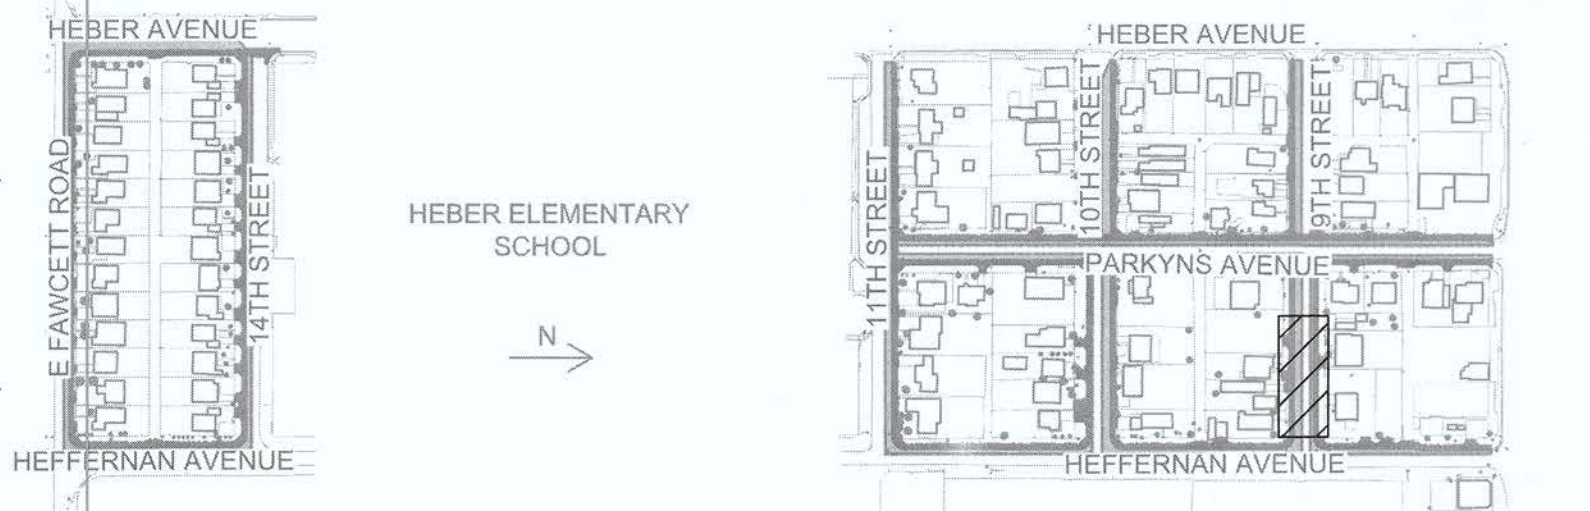 HEBER AVENUE
E FAWCETT ROAD
14TH STREET
HEFFERNAN AVENUE
HEBER ELEMENTARY
SCHOOL
N
HEBER AVENUE
11TH STREET
10TH STREET
9TH STREET
PARKYNS AVENUE
HEFFERNAN AVENUE